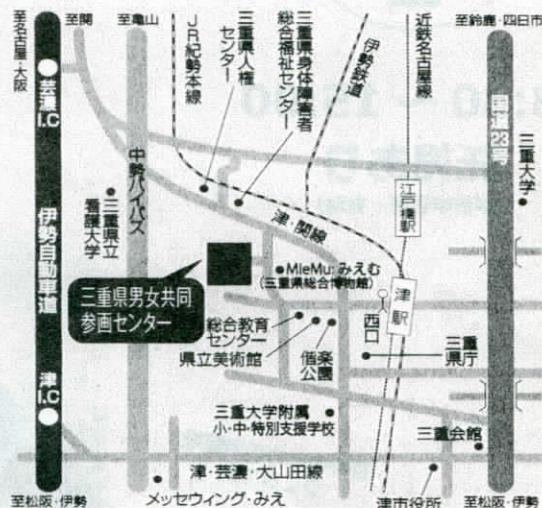 至名古屋・大阪
至関
至亀山
JR紀勢本線
三重県人権
センター
三重県身体障害者
総合福祉センター
伊勢鉄道
近鉄名古屋線
至鈴鹿・四日市
芸濃I.C
中勢バイパス
国道23号
三重大学
三重県立
看護大学
江戸橋駅
津・関線
伊勢自動車道
MieMu:みえむ
(三重県総合博物館)
津駅
三重県男女共同
参画センター
西口
総合教育
センター
県立美術館
偕楽
公園
三重
県庁
津I.C
三重大学附属
小・中・特別支援学校
三重会館
津・芸濃・大山田線
至松阪・伊勢
メッセウィング・みえ
津市役所
至松阪・伊勢